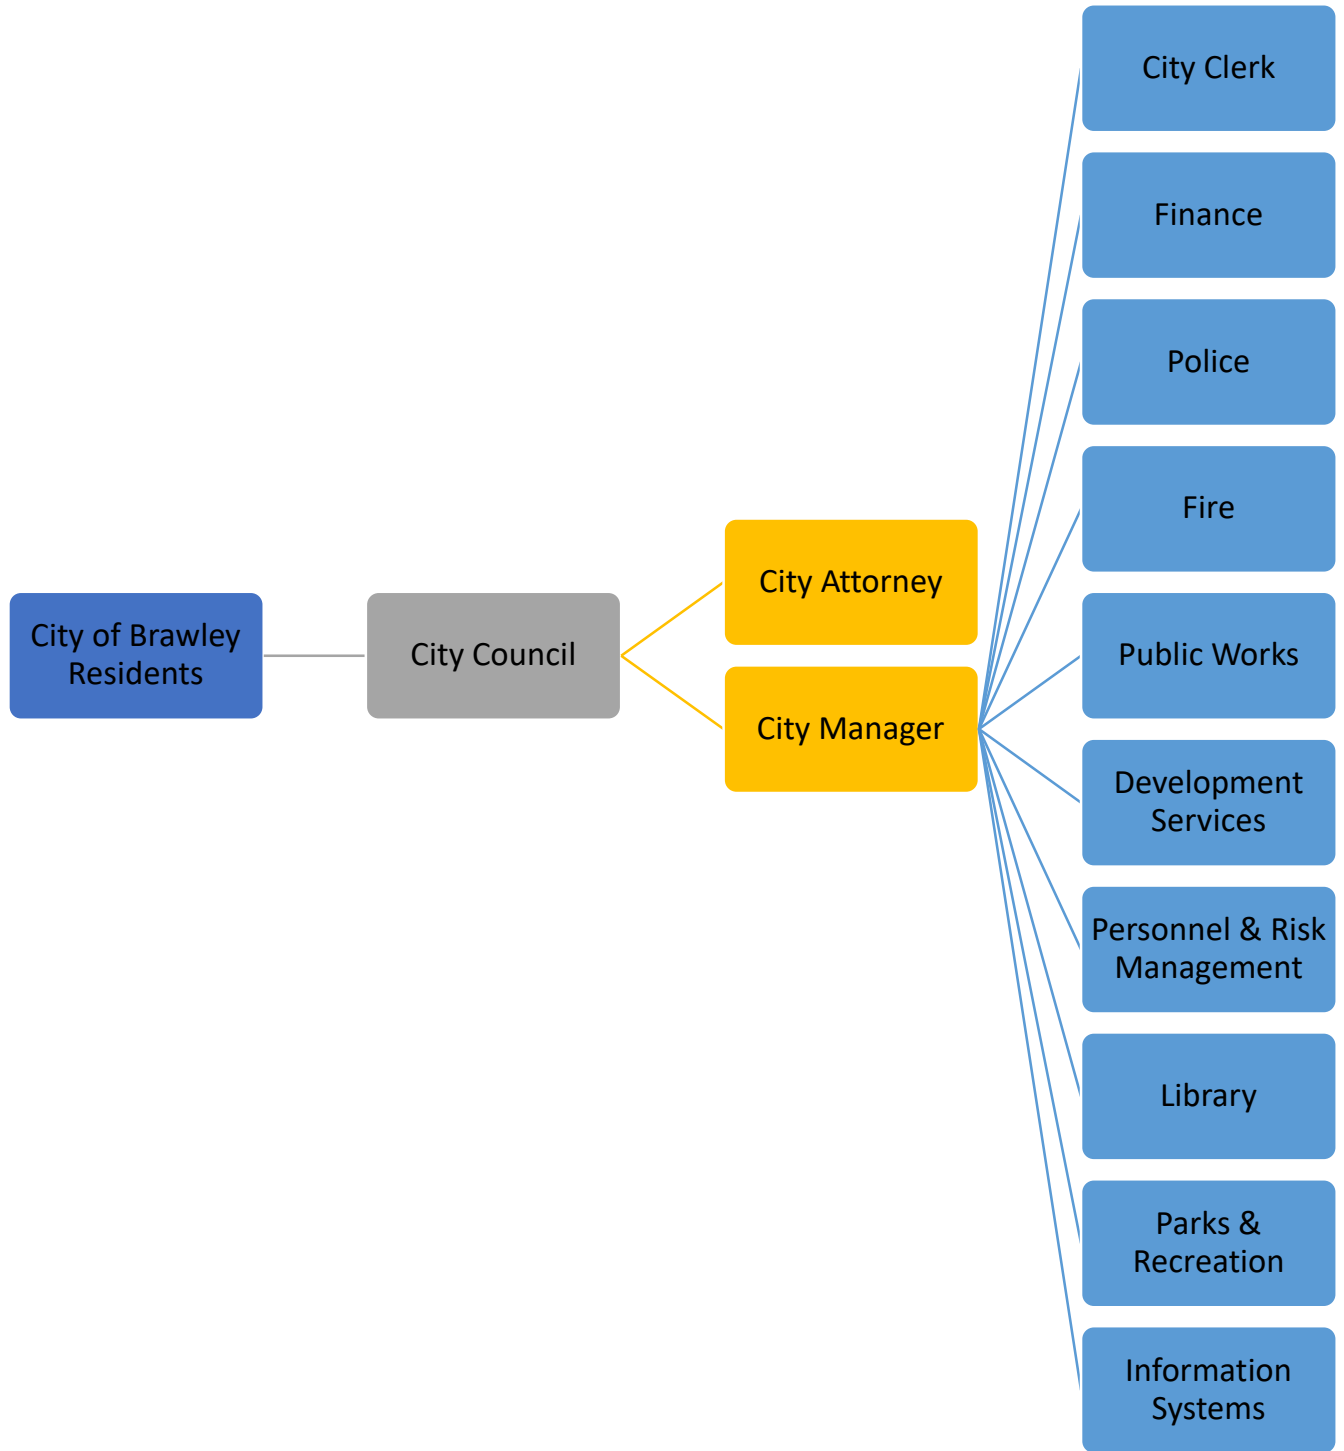 City of Brawley
Residents
City Council
City Attorney
City Manager
City Clerk
Finance
Police
Fire
Public Works
Development
Services
Personnel & Risk
Management
Library
Parks &
Recreation
Information
Systems